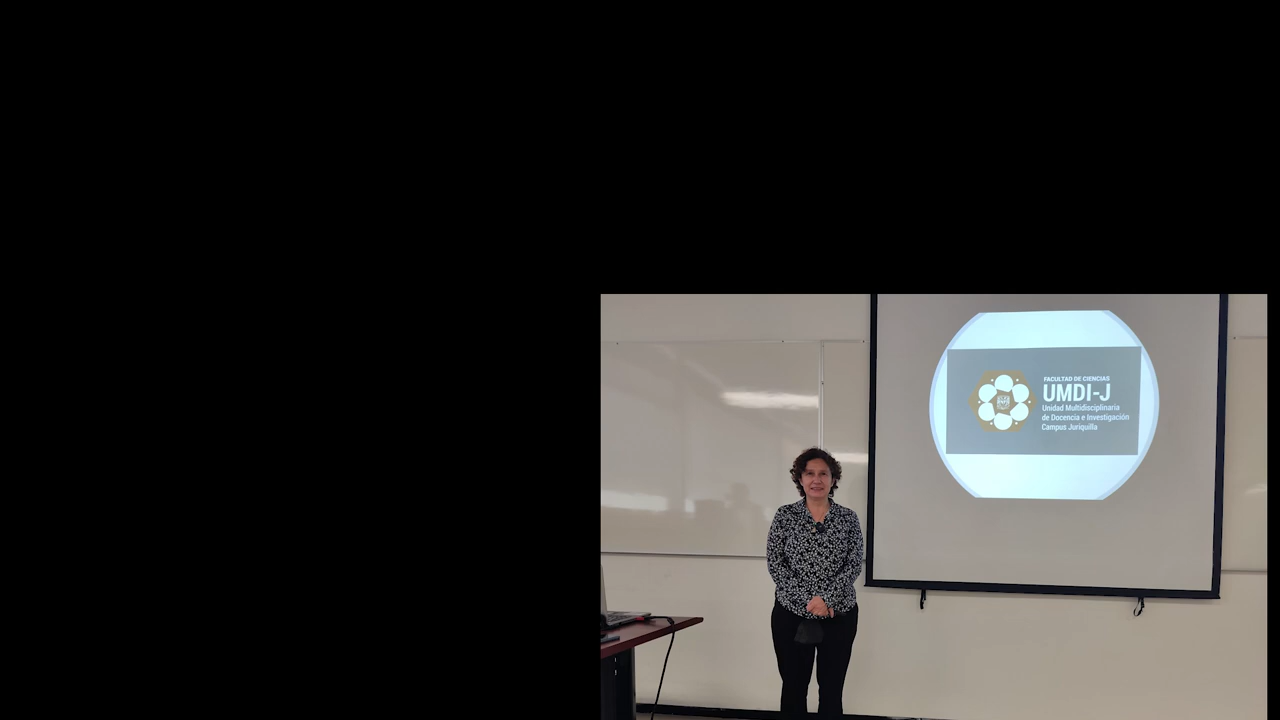 FACULTAD DE CIENCIAS
UMDI-J
Unidad Multidisciplinaria
de Docencia e Investigación
Campus Juriquilla